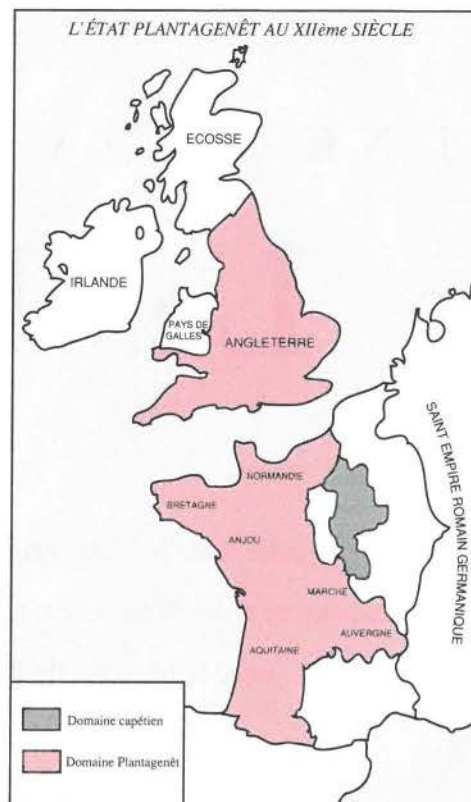 L'ÉTAT PLANTAGENÊT AU XIIème SIÈCLE
ECOSSE
IRLANDE
PAYS DE
GALLES
ANGLETERRE
SAINT EMPIRE ROMAIN GERMANIQUE
NORMANDIE
BRETAGNE
ANJOU
MARCHE
AUVERGNE
AQUITAINE
Domaine capétien
Domaine Plantagenêt